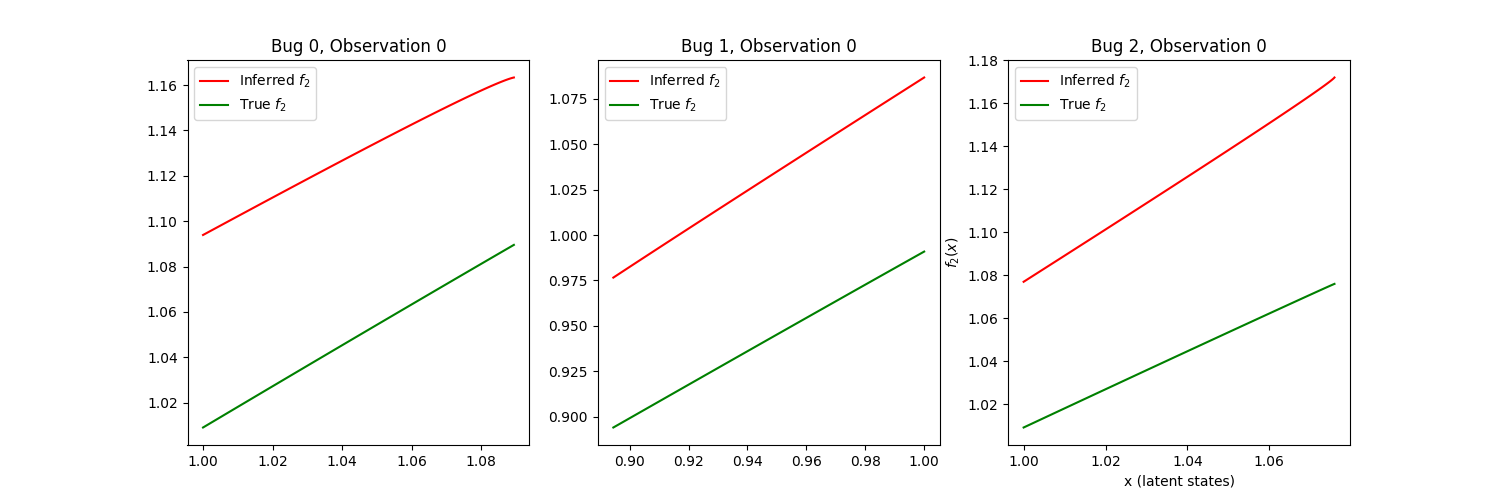 Bug 0, Observation 0
Inferred f₂
True f₂
1.16
1.14
1.12
1.10
1.08
1.06
1.04
1.02
1.00 1.02 1.04 1.06 1.08
Bug 1, Observation 0
Inferred f₂
True f₂
1.075
1.050
1.025
1.000
0.975
0.950
0.925
0.900
0.90 0.92 0.94 0.96 0.98 1.00
Bug 2, Observation 0
Inferred f₂
True f₂
f₂(x)
1.18
1.16
1.14
1.12
1.10
1.08
1.06
1.04
1.02
1.00 1.02 1.04 1.06
x (latent states)